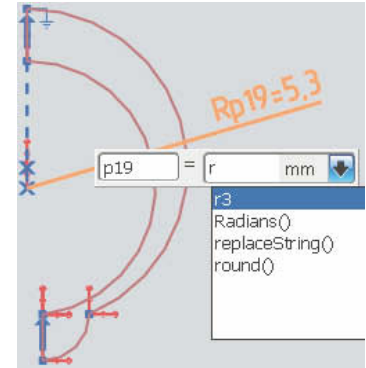 Rp19=5,3
p19 = r mm
r3
Radians()
replaceString()
round()